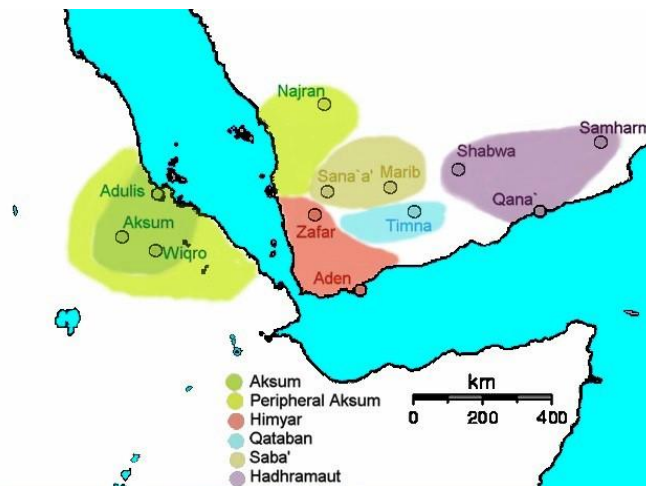 Najran
Samharm
Shabwa
Sana`a'
Marib
Adulis
Qana`
Aksum
Zafar
Timna
Wiqro
Aden
km
0 200 400
Aksum
Peripheral Aksum
Himyar
Qataban
Saba'
Hadhramaut